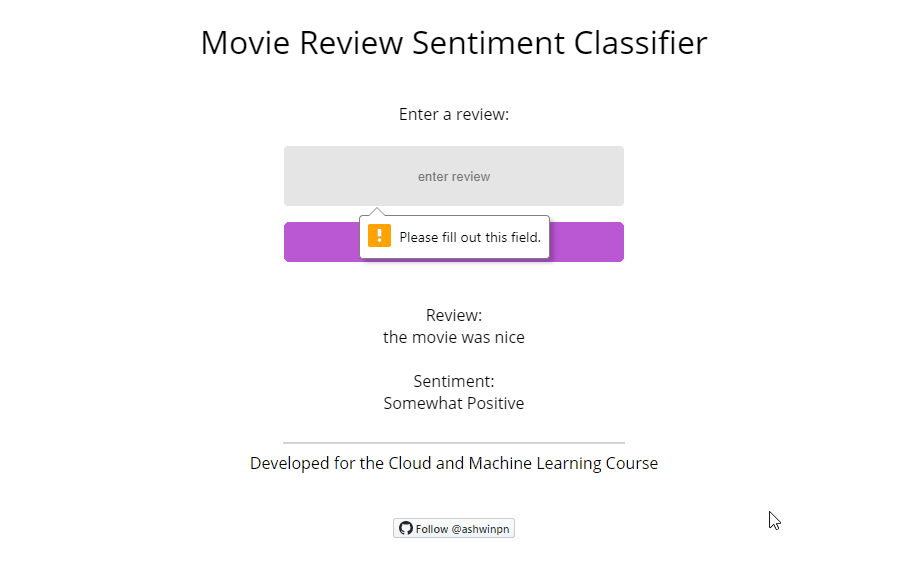 Movie Review Sentiment Classifier
Enter a review:
enter review
Please fill out this field.
Review:
the movie was nice
Sentiment:
Somewhat Positive
Developed for the Cloud and Machine Learning Course
Follow @ashwinpn